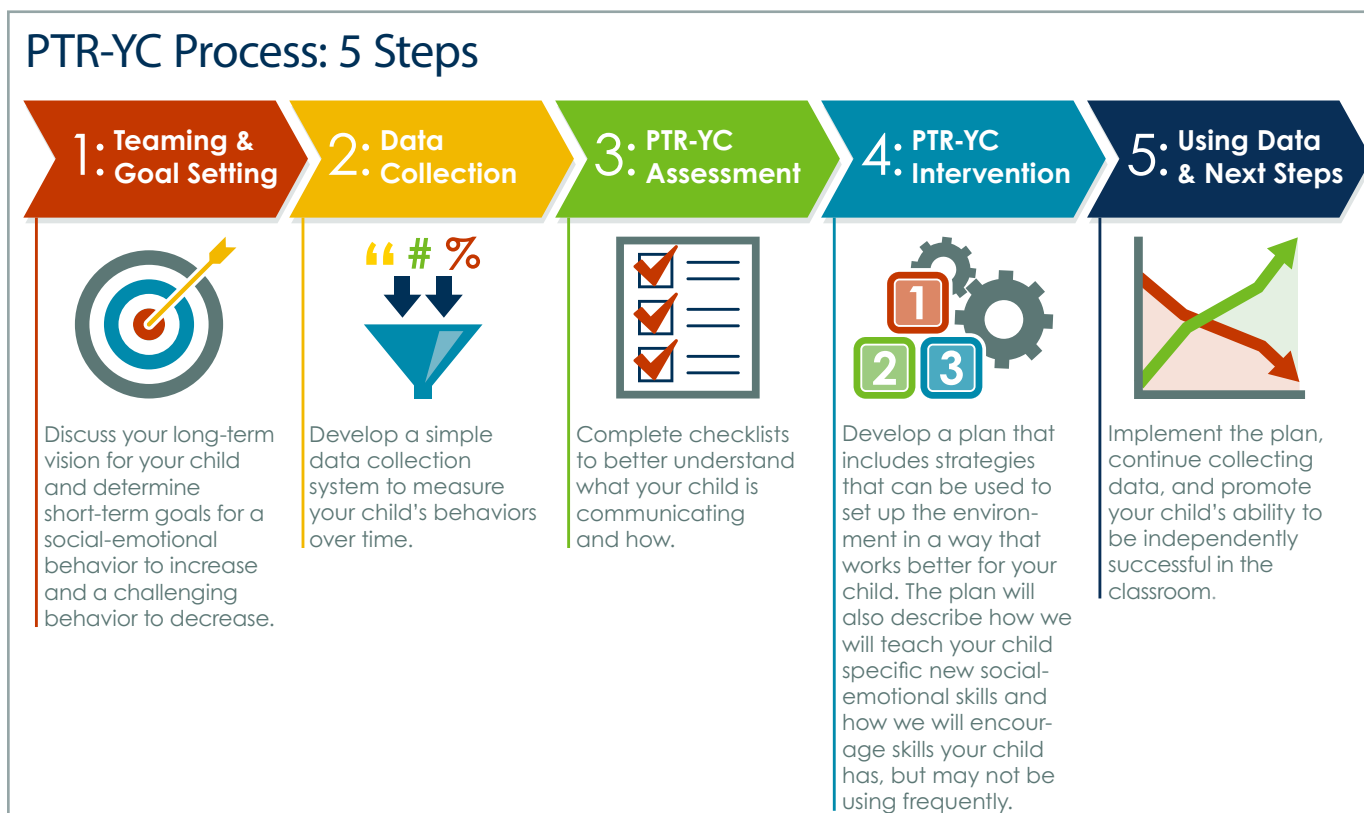 PTR-YC Process: 5 Steps
1: Teaming &
Goal Setting
2: Data
Collection
3: PTR-YC
Assessment
4: PTR-YC
Intervention
5: Using Data
& Next Steps
“ # %
1
2 3
Discuss your long-term
vision for your child
and determine
short-term goals for a
social-emotional
behavior to increase
and a challenging
behavior to decrease.
Develop a simple
data collection
system to measure
your child’s behaviors
over time.
Complete checklists
to better understand
what your child is
communicating
and how.
Develop a plan that
includes strategies
that can be used to
set up the environ-
ment in a way that
works better for your
child. The plan will
also describe how we
will teach your child
specific new social-
emotional skills and
how we will encour-
age skills your child
has, but may not be
using frequently.
Implement the plan,
continue collecting
data, and promote
your child’s ability to
be independently
successful in the
classroom.